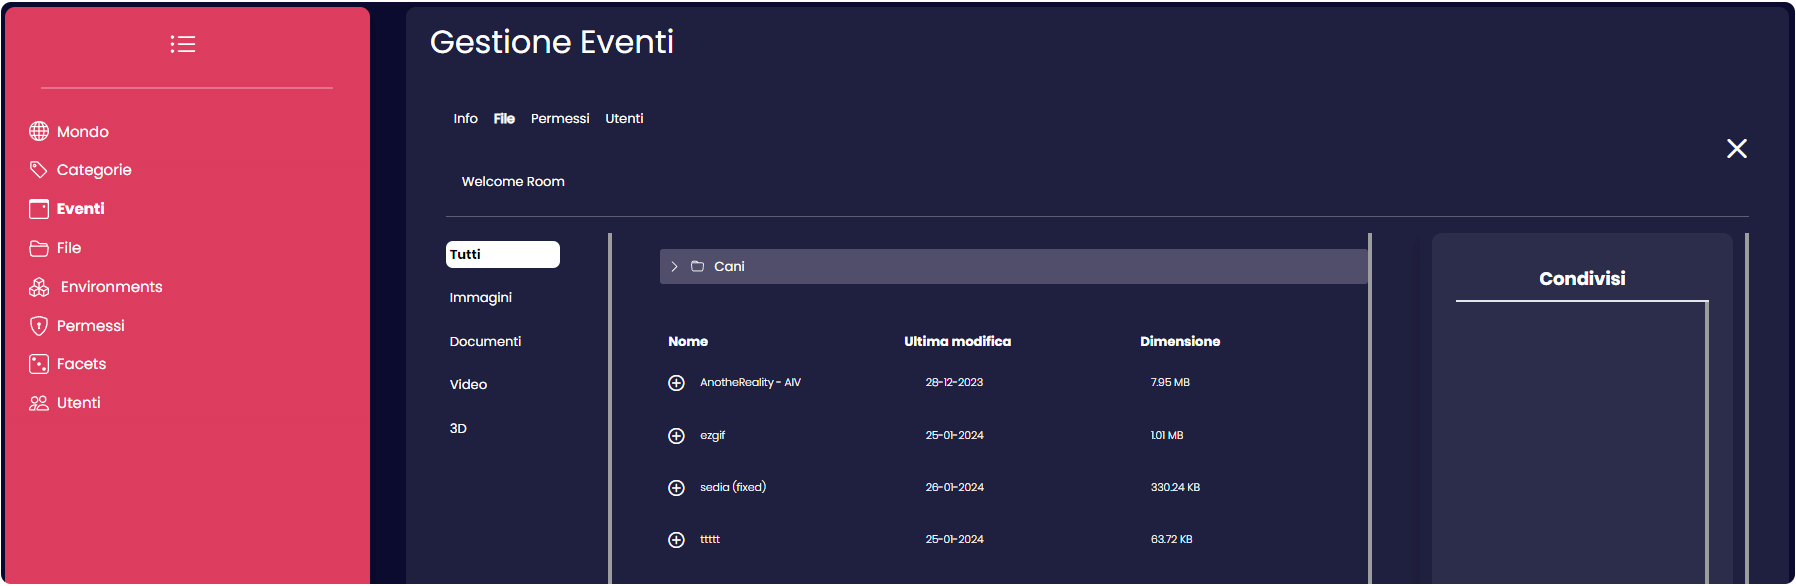 Mondo
Categorie
Eventi
File
Environments
Permessi
Facets
Utenti
Gestione Eventi
Info File Permessi Utenti
Welcome Room
Tutti
Immagini
Documenti
Video
3D
Cani
Nome Ultima modifica Dimensione
AnotheReality - AIV 28-12-2023 7.95 MB
ezgif 25-01-2024 1.01 MB
sedia (fixed) 26-01-2024 330.24 KB
ttttt 25-01-2024 63.72 KB
Condivisi